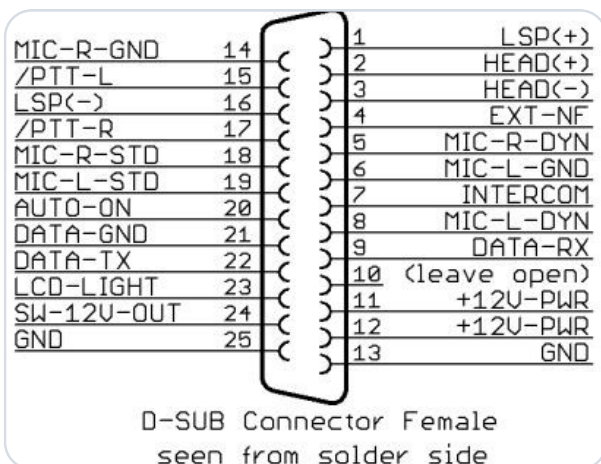 MIC-R-GND 14
/PTT-L 15
LSP(-) 16
/PTT-R 17
MIC-R-STD 18
MIC-L-STD 19
AUTO-ON 20
DATA-GND 21
DATA-TX 22
LCD-LIGHT 23
SW-12V-OUT 24
GND 25
1 LSP(+)
2 HEAD(+)
3 HEAD(-)
4 EXT-NF
5 MIC-R-DYN
6 MIC-L-GND
7 INTERCOM
8 MIC-L-DYN
9 DATA-RX
10 (leave open)
11 +12V-PWR
12 +12V-PWR
13 GND
D-SUB Connector Female
seen from solder side